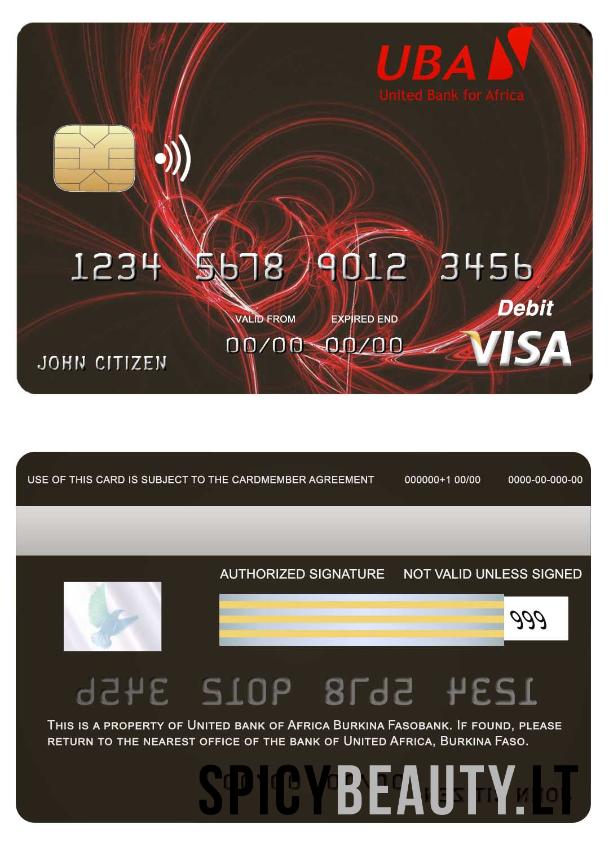 UBA
United Bank for Africa
1234 5678 9012 3456
VALID FROM EXPIRED END
00/00 00/00
Debit
VISA
JOHN CITIZEN
USE OF THIS CARD IS SUBJECT TO THE CARDMEMBER AGREEMENT 000000+1 00/00 0000-00-000-00
AUTHORIZED SIGNATURE NOT VALID UNLESS SIGNED
999
THIS IS A PROPERTY OF UNITED BANK OF AFRICA BURKINA FASOBANK. IF FOUND, PLEASE
RETURN TO THE NEAREST OFFICE OF THE BANK OF UNITED AFRICA, BURKINA FASO.
SPICYBEAUTY.LT